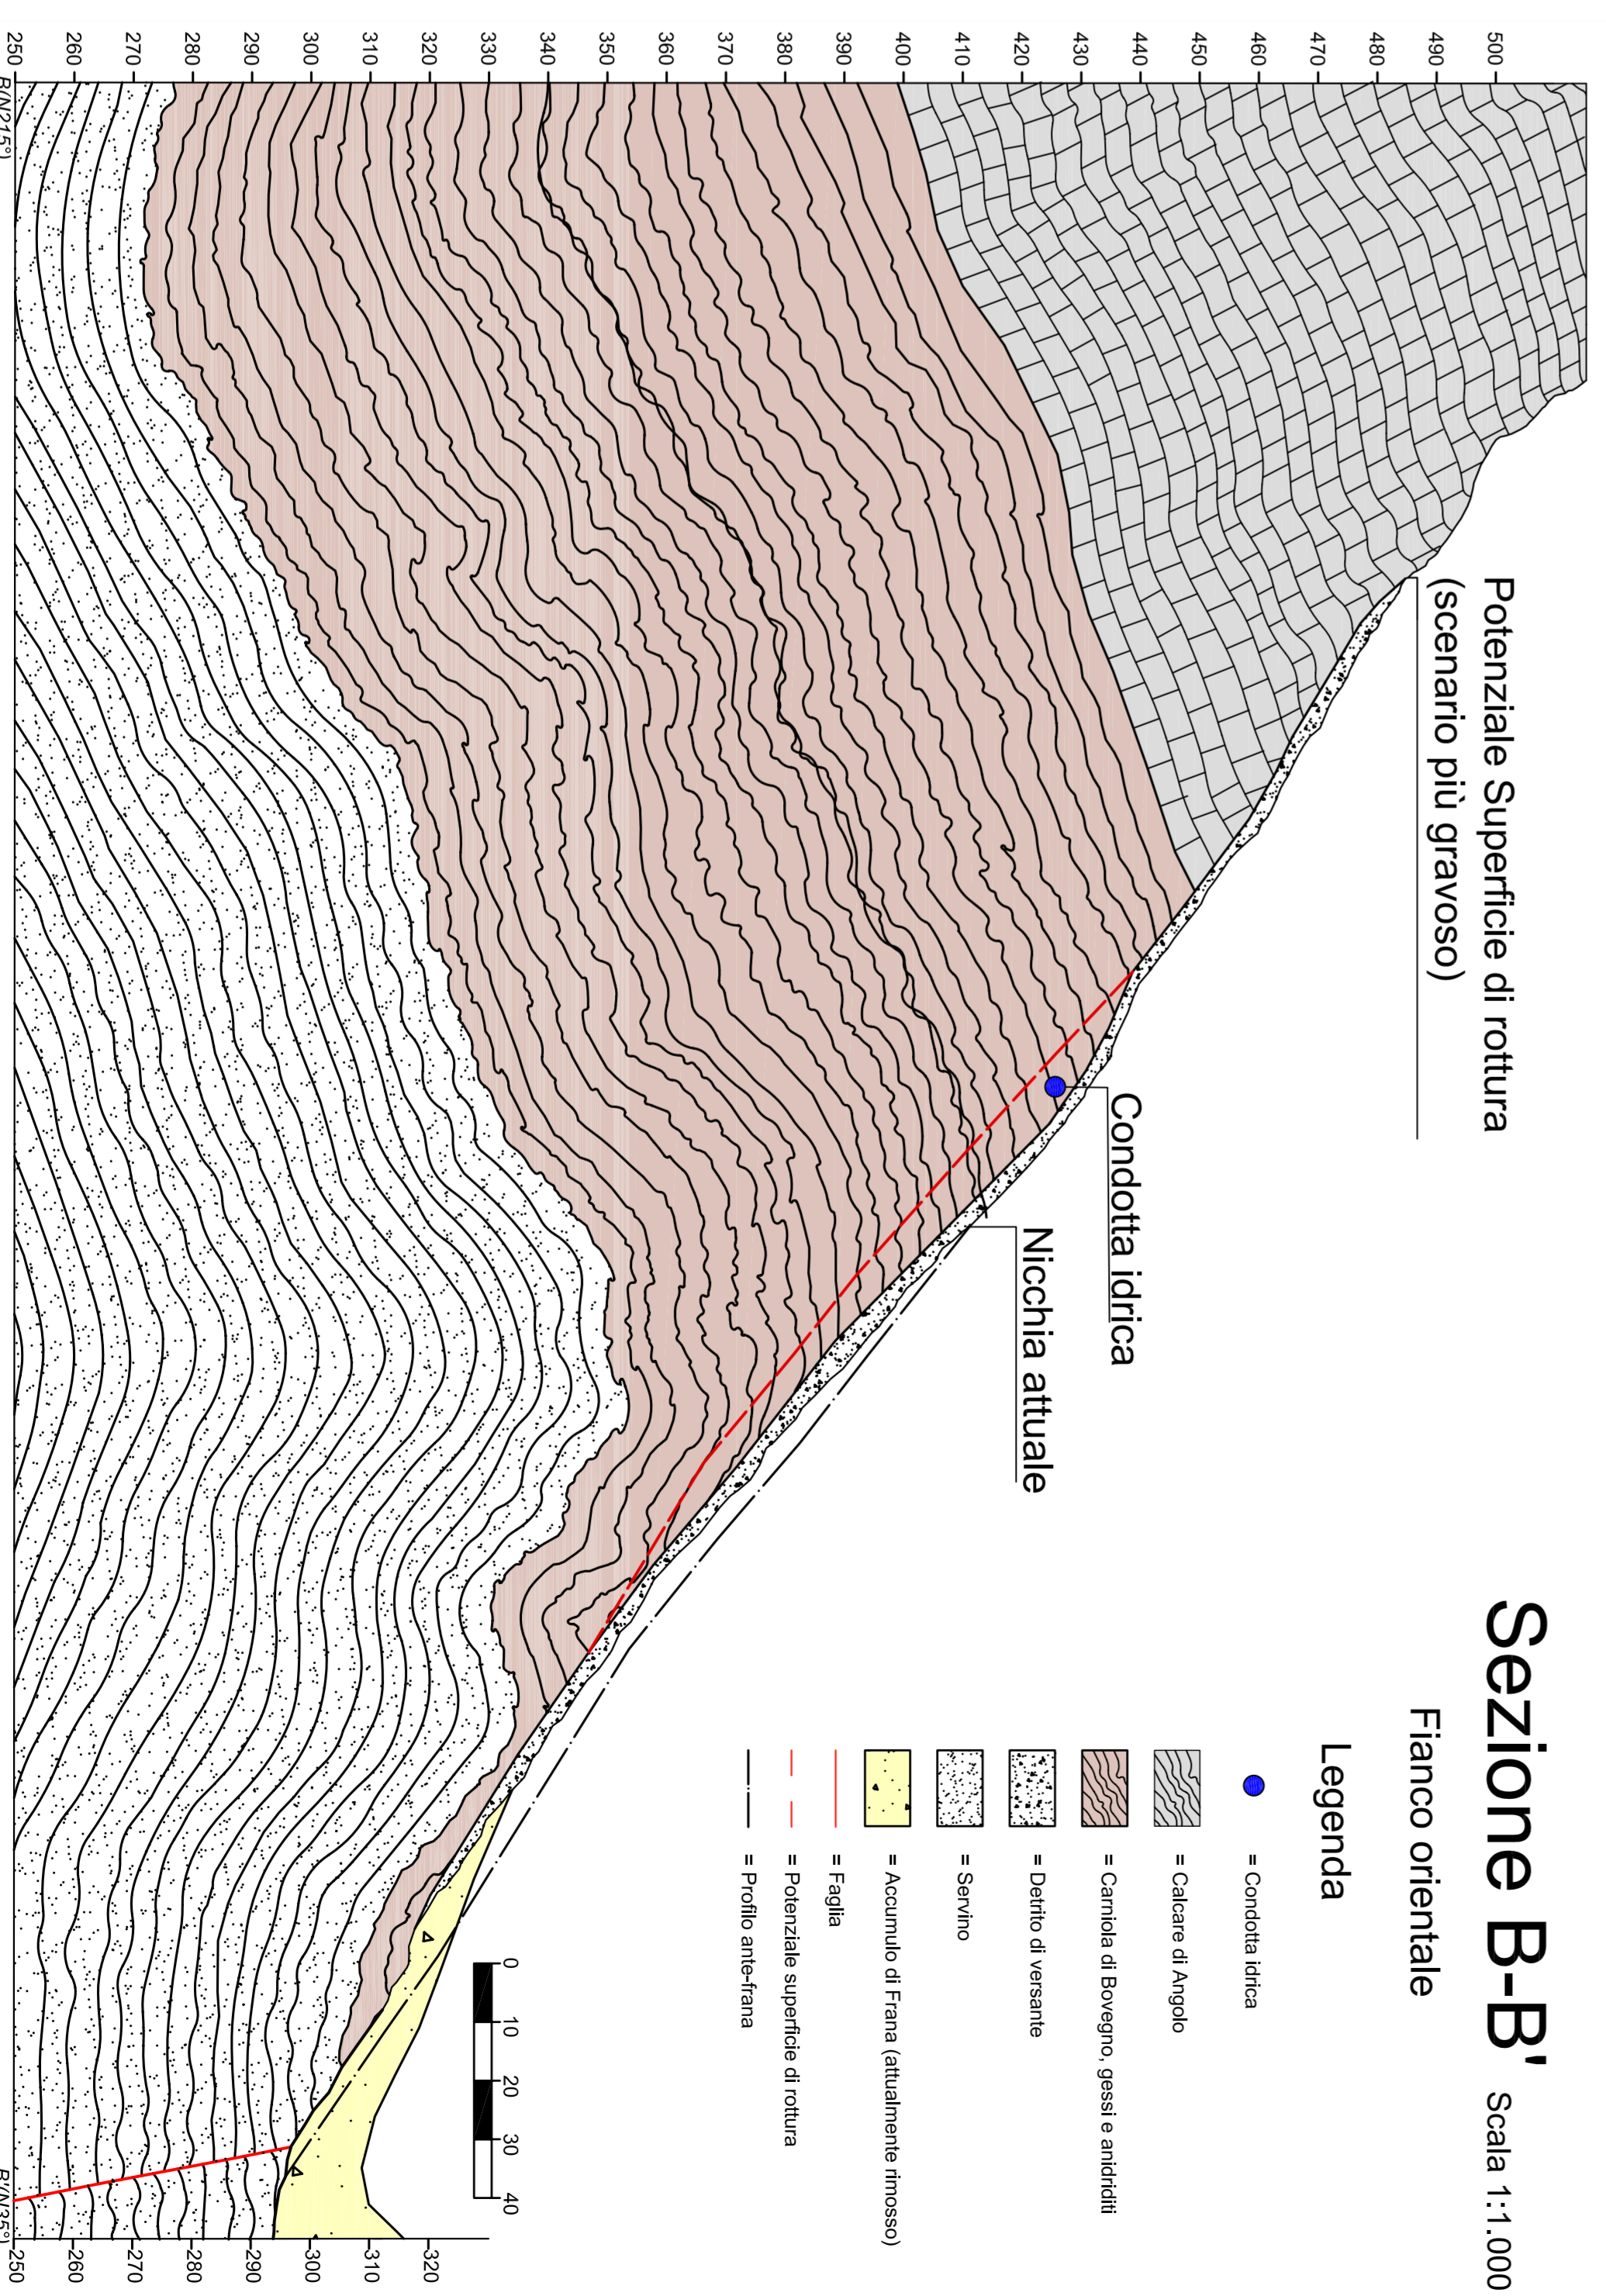 Sezione B-B' Scala 1:1.000
Fianco orientale
Potenziale Superficie di rottura
(scenario più gravoso)
Condotta idrica
Nicchia attuale
Legenda
= Condotta idrica
= Calcare di Angolo
= Carniola di Bovegno, gessi e anidriditi
= Detrito di versante
= Servino
= Accumulo di Frana (attualmente rimosso)
= Faglia
= Potenziale superficie di rottura
= Profilo ante-frana
0 10 20 30 40
500
490
480
470
460
450
440
430
420
410
400
390
380
370
360
350
340
330
320
310
300
290
280
270
260
250
320
310
300
290
280
270
260
250
B(N215°)
B'(N35°)